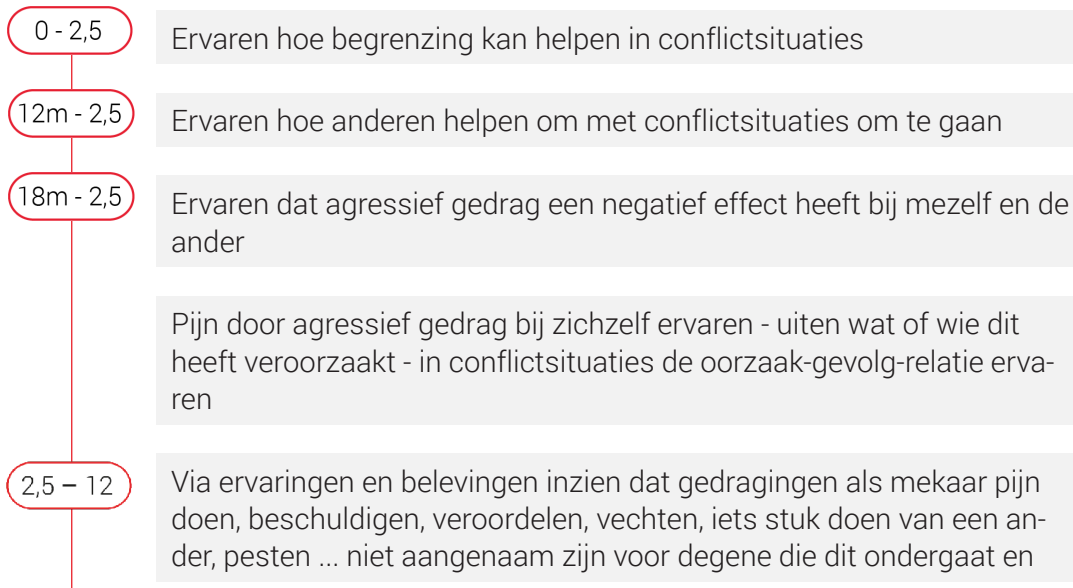 0 - 2,5
Ervaren hoe begrenzing kan helpen in conflictsituaties
12m - 2,5
Ervaren hoe anderen helpen om met conflictsituaties om te gaan
18m - 2,5
Ervaren dat agressief gedrag een negatief effect heeft bij mezelf en de
ander
Pijn door agressief gedrag bij zichzelf ervaren - uiten wat of wie dit
heeft veroorzaakt - in conflictsituaties de oorzaak-gevolg-relatie erva-
ren
2,5 – 12
Via ervaringen en belevingen inzien dat gedragingen als mekaar pijn
doen, beschuldigen, veroordelen, vechten, iets stuk doen van een an-
der, pesten ... niet aangenaam zijn voor degene die dit ondergaat en